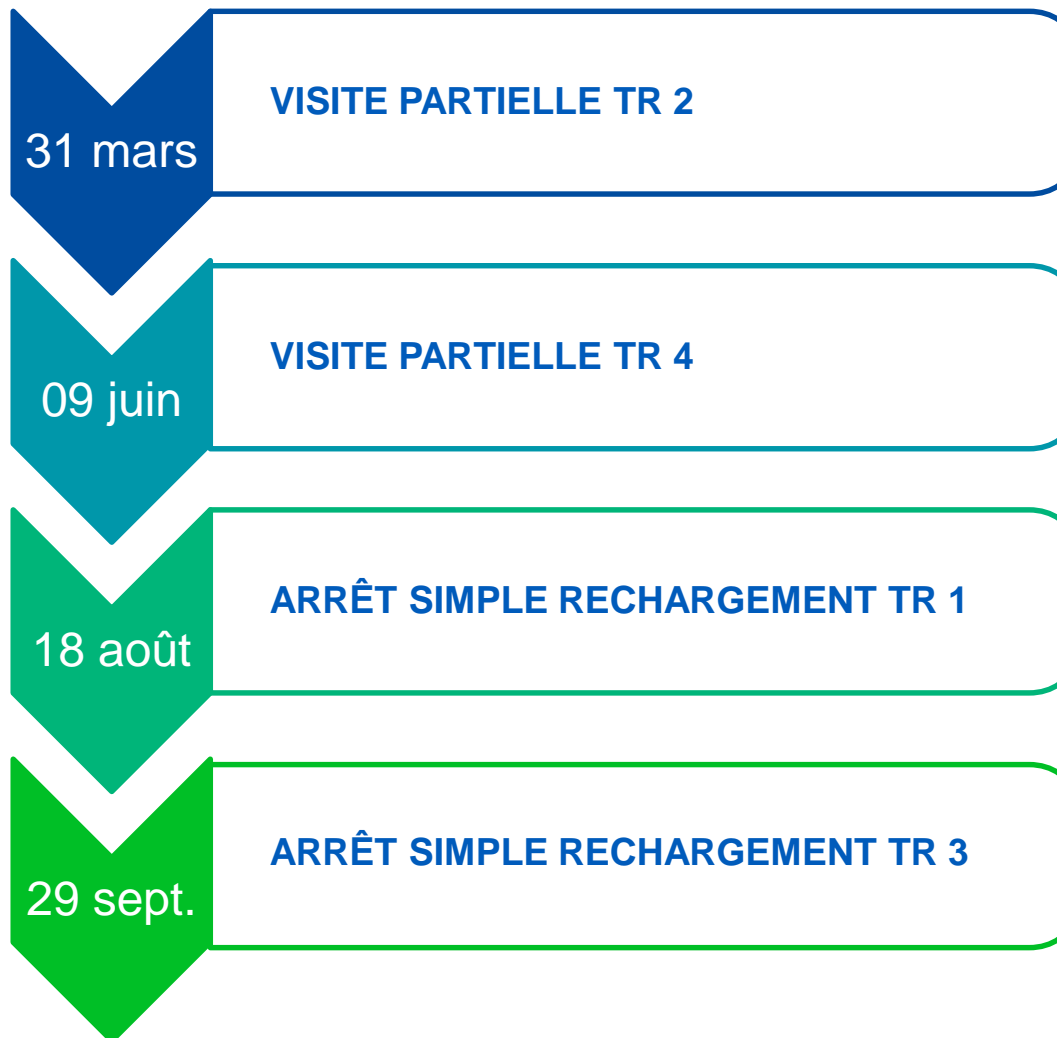 31 mars
VISITE PARTIELLE TR 2
09 juin
VISITE PARTIELLE TR 4
18 août
ARRÊT SIMPLE RECHARGEMENT TR 1
29 sept.
ARRÊT SIMPLE RECHARGEMENT TR 3